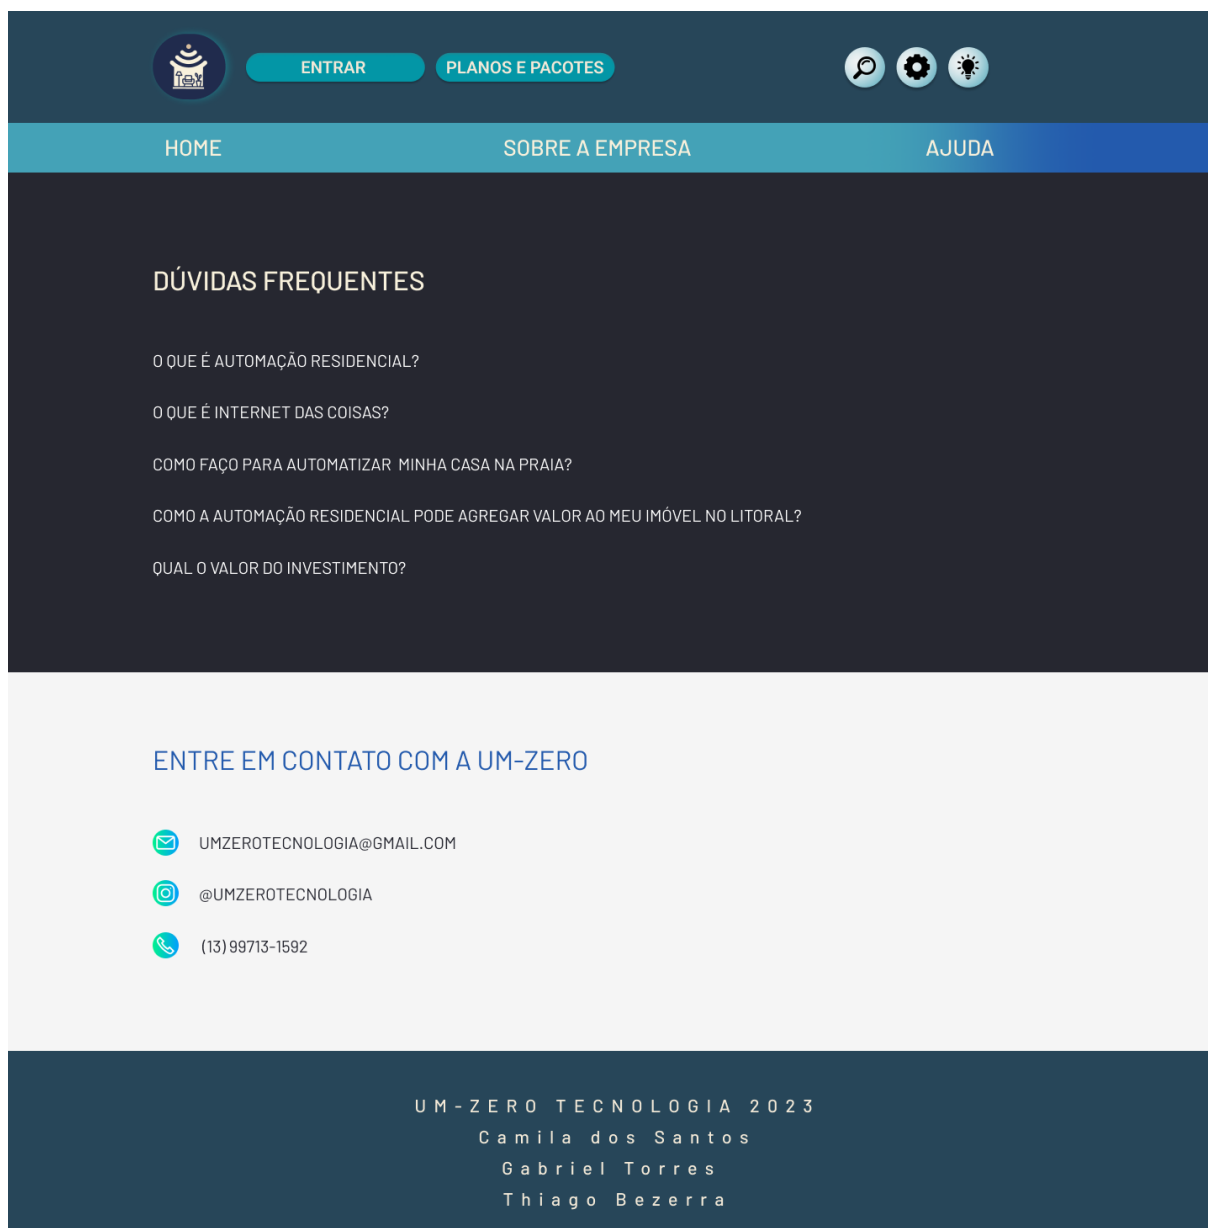 ENTRAR
PLANOS E PACOTES
HOME
SOBRE A EMPRESA
AJUDA
DÚVIDAS FREQUENTES
O QUE É AUTOMAÇÃO RESIDENCIAL?
O QUE É INTERNET DAS COISAS?
COMO FAÇO PARA AUTOMATIZAR MINHA CASA NA PRAIA?
COMO A AUTOMAÇÃO RESIDENCIAL PODE AGREGAR VALOR AO MEU IMÓVEL NO LITORAL?
QUAL O VALOR DO INVESTIMENTO?
ENTRE EM CONTATO COM A UM-ZERO
UMZEROTECNOLOGIA@GMAIL.COM
@UMZEROTECNOLOGIA
(13) 99713-1592
UM-ZERO TECNOLOGIA 2023
Camila dos Santos
Gabriel Torres
Thiago Bezerra